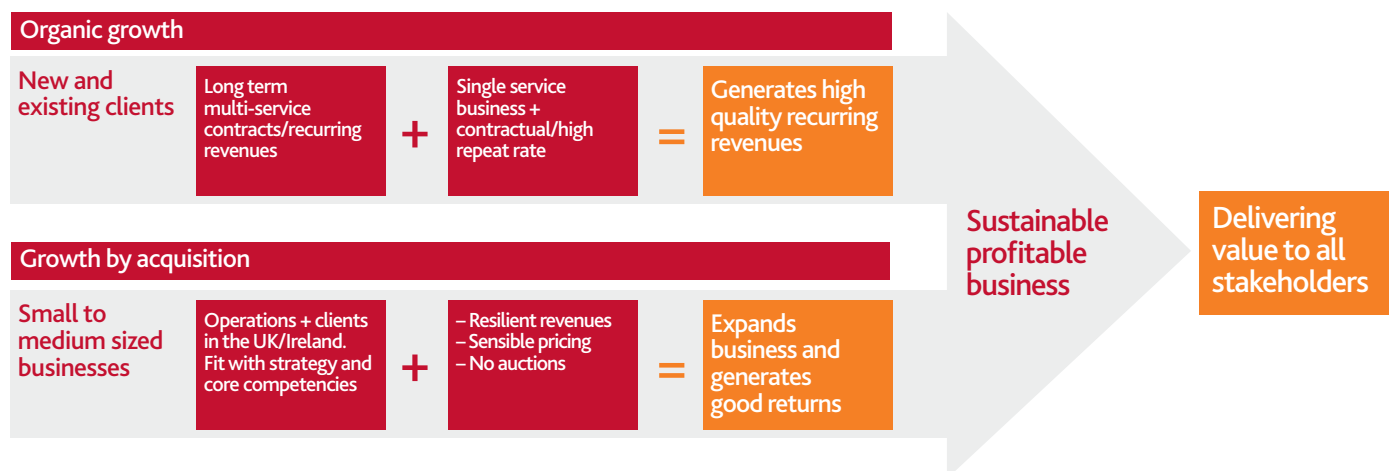 Organic growth
New and
existing clients
Long term
multi-service
contracts/recurring
revenues
+
Single service
business +
contractual/high
repeat rate
=
Generates high
quality recurring
revenues
Growth by acquisition
Small to
medium sized
businesses
Operations + clients
in the UK/Ireland.
Fit with strategy and
core competencies
+
– Resilient revenues
– Sensible pricing
– No auctions
=
Expands
business and
generates
good returns
Sustainable
profitable
business
Delivering
value to all
stakeholders